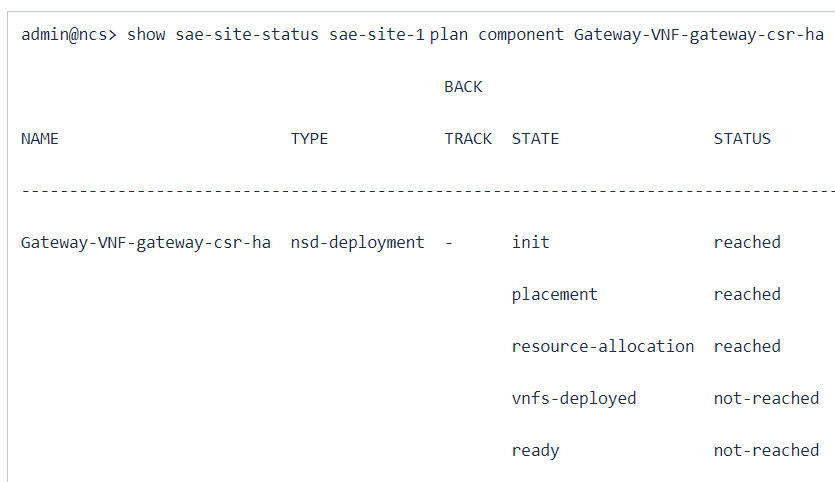 admin@ncs> show sae-site-status sae-site-1 plan component Gateway-VNF-gateway-csr-ha
BACK
NAME TYPE TRACK STATE STATUS
--------------------------------------------------------------------------------------
Gateway-VNF-gateway-csr-ha nsd-deployment - init reached
placement reached
resource-allocation reached
vnfs-deployed not-reached
ready not-reached